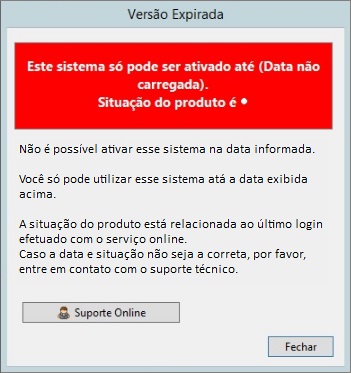 Versão Expirada
Este sistema só pode ser ativado até (Data não
carregada).
Situação do produto é •
Não é possível ativar esse sistema na data informada.
Você só pode utilizar esse sistema atá a data exibida
acima.
A situação do produto está relacionada ao último login
efetuado com o serviço online.
Caso a data e situação não seja a correta, por favor,
entre em contato com o suporte técnico.
Suporte Online
Fechar